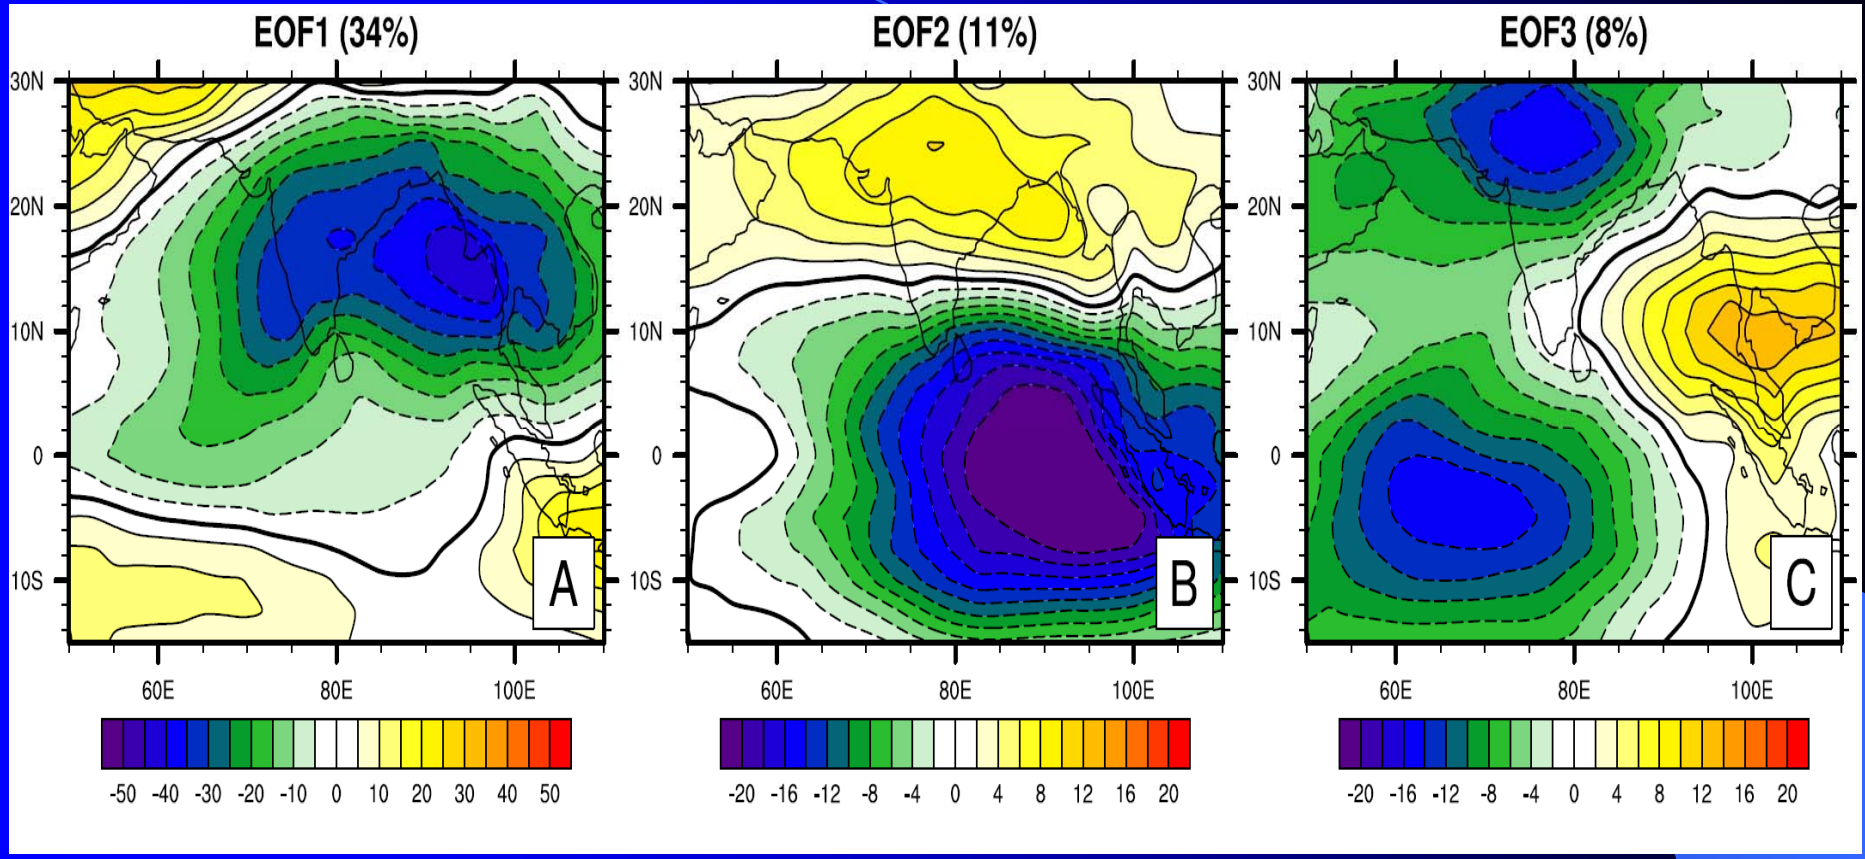 EOF1 (34%) EOF2 (11%) EOF3 (8%)
30N 30N 30N
20N 20N 20N
10N 10N 10N
0 0 0
10S 10S 10S
A B C
60E 80E 100E 60E 80E 100E 60E 80E 100E
-50 -40 -30 -20 -10 0 10 20 30 40 50 -20 -16 -12 -8 -4 0 4 8 12 16 20 -20 -16 -12 -8 -4 0 4 8 12 16 20